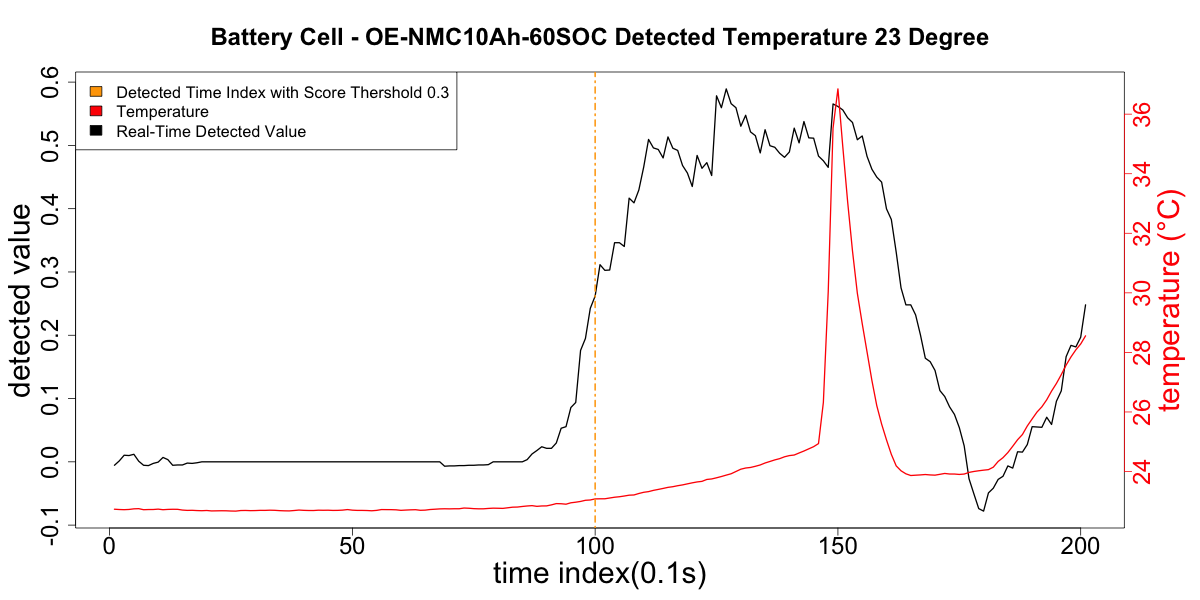 Battery Cell - OE-NMC10Ah-60SOC Detected Temperature 23 Degree
Detected Time Index with Score Thershold 0.3
Temperature
Real-Time Detected Value
detected value
-0.1 0.0 0.1 0.2 0.3 0.4 0.5 0.6
24 26 28 30 32 34 36
temperature (°C)
0 50 100 150 200
time index(0.1s)